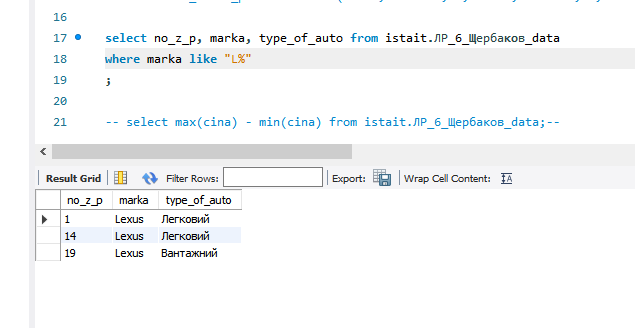 16
17 select no_z_p, marka, type_of_auto from istait.ЛР_6_Щербаков_data
18 where marka like "L%"
19 ;
20
21 -- select max(cina) - min(cina) from istait.ЛР_6_Щербаков_data;--
Result Grid Filter Rows: Export: Wrap Cell Content:
no_z_p marka type_of_auto
1 Lexus Легковий
14 Lexus Легковий
19 Lexus Вантажний